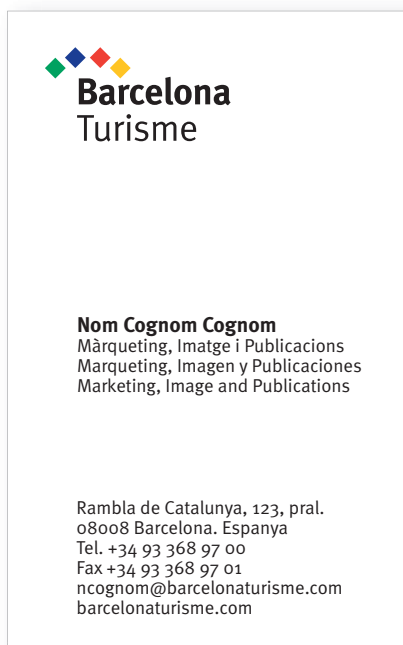 Barcelona
Turisme
Nom Cognom Cognom
Màrqueting, Imatge i Publicacions
Marqueting, Imagen y Publicaciones
Marketing, Image and Publications
Rambla de Catalunya, 123, pral.
08008 Barcelona. Espanya
Tel. +34 93 368 97 00
Fax +34 93 368 97 01
ncognom@barcelonaturisme.com
barcelonaturisme.com